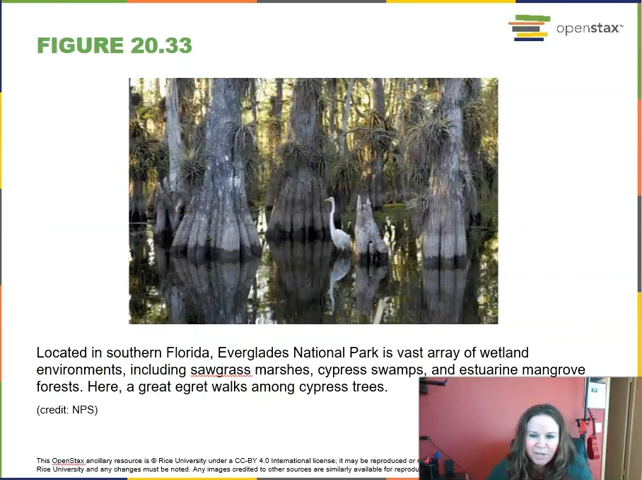 FIGURE 20.33
openstax™
Located in southern Florida, Everglades National Park is vast array of wetland
environments, including sawgrass marshes, cypress swamps, and estuarine mangrove
forests. Here, a great egret walks among cypress trees.
(credit: NPS)
This OpenStax ancillary resource is © Rice University under a CC-BY 4.0 International license; it may be reproduced or
Rice University and any changes must be noted. Any images credited to other sources are similarly available for